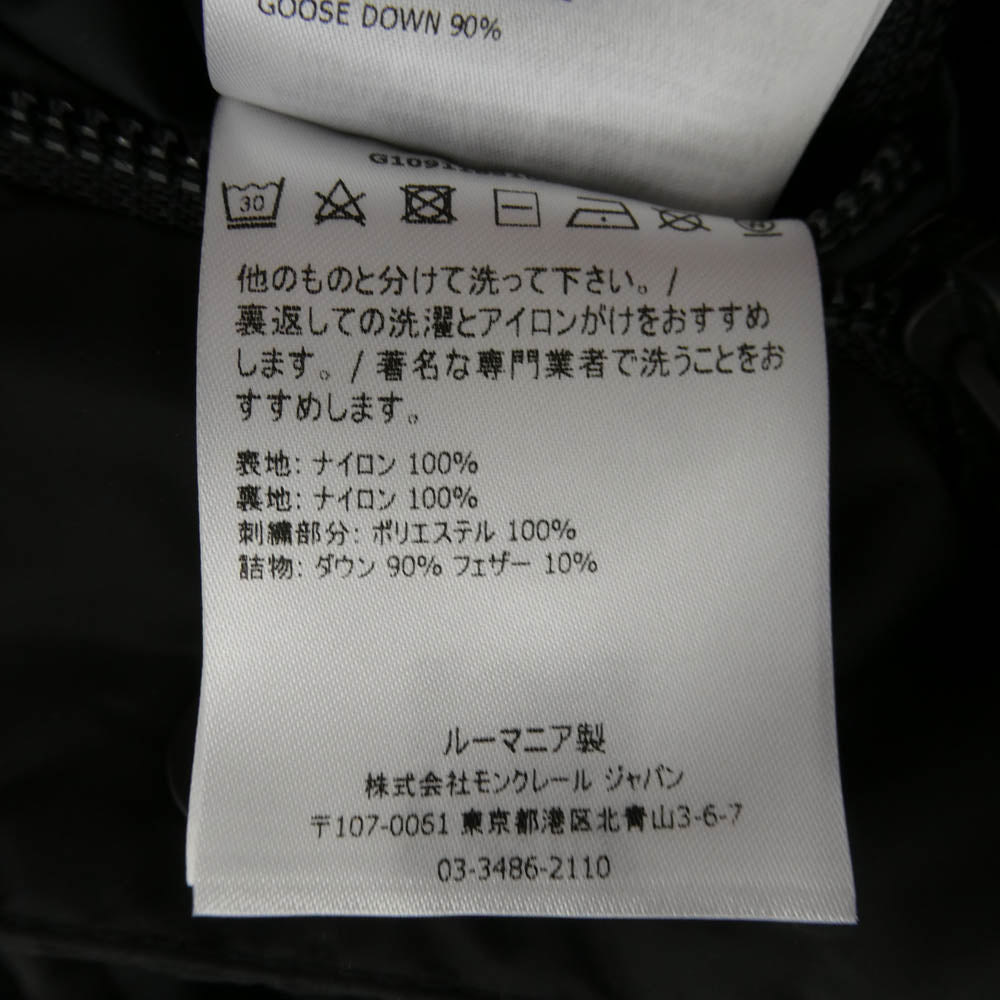 GOOSE DOWN 90%
30
他のものと分けて洗って下さい。/
裏返しての洗濯とアイロンがけをおすすめ
します。/ 著名な専門業者で洗うことをお
すすめします。
表地: ナイロン 100%
裏地: ナイロン 100%
刺繍部分: ポリエステル 100%
詰物: ダウン 90% フェザー 10%
ルーマニア製
株式会社モンクレール ジャパン
〒107-0061 東京都港区北青山3-6-7
03-3486-2110